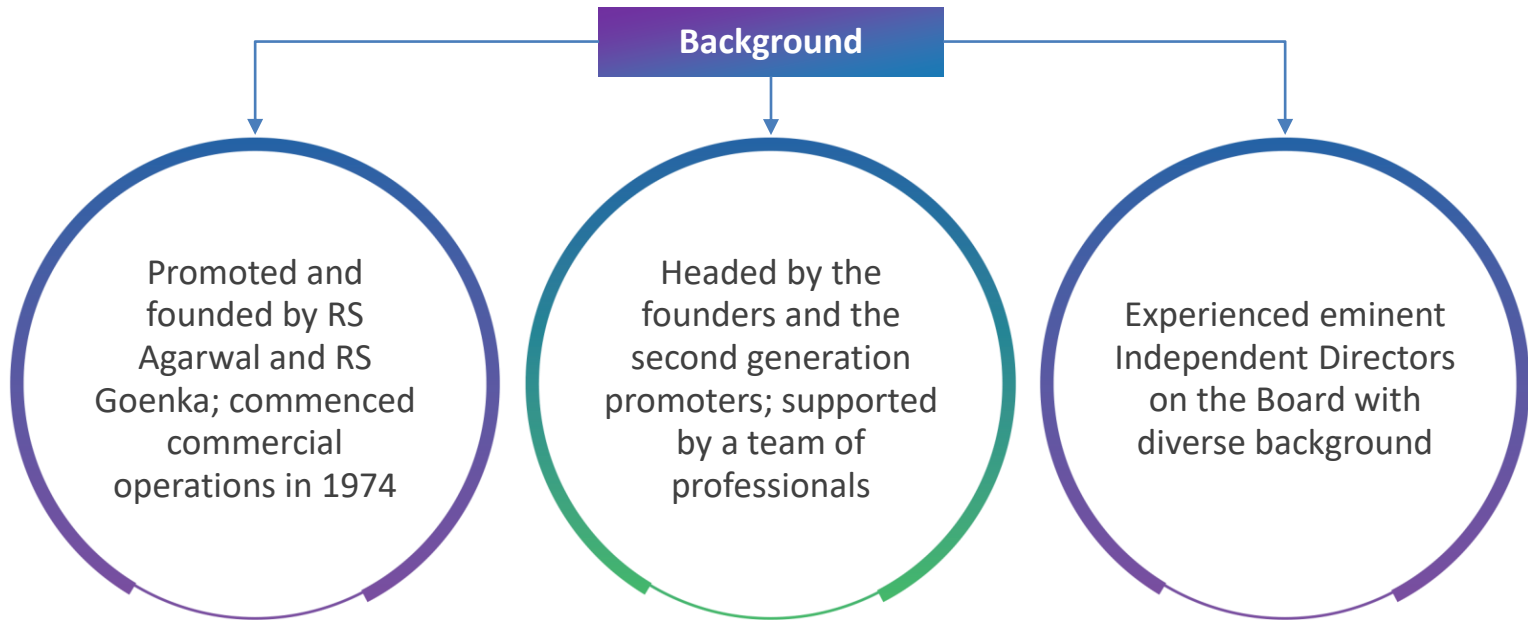 Background
Promoted and
founded by RS
Agarwal and RS
Goenka; commenced
commercial
operations in 1974
Headed by the
founders and the
second generation
promoters; supported
by a team of
professionals
Experienced eminent
Independent Directors
on the Board with
diverse background